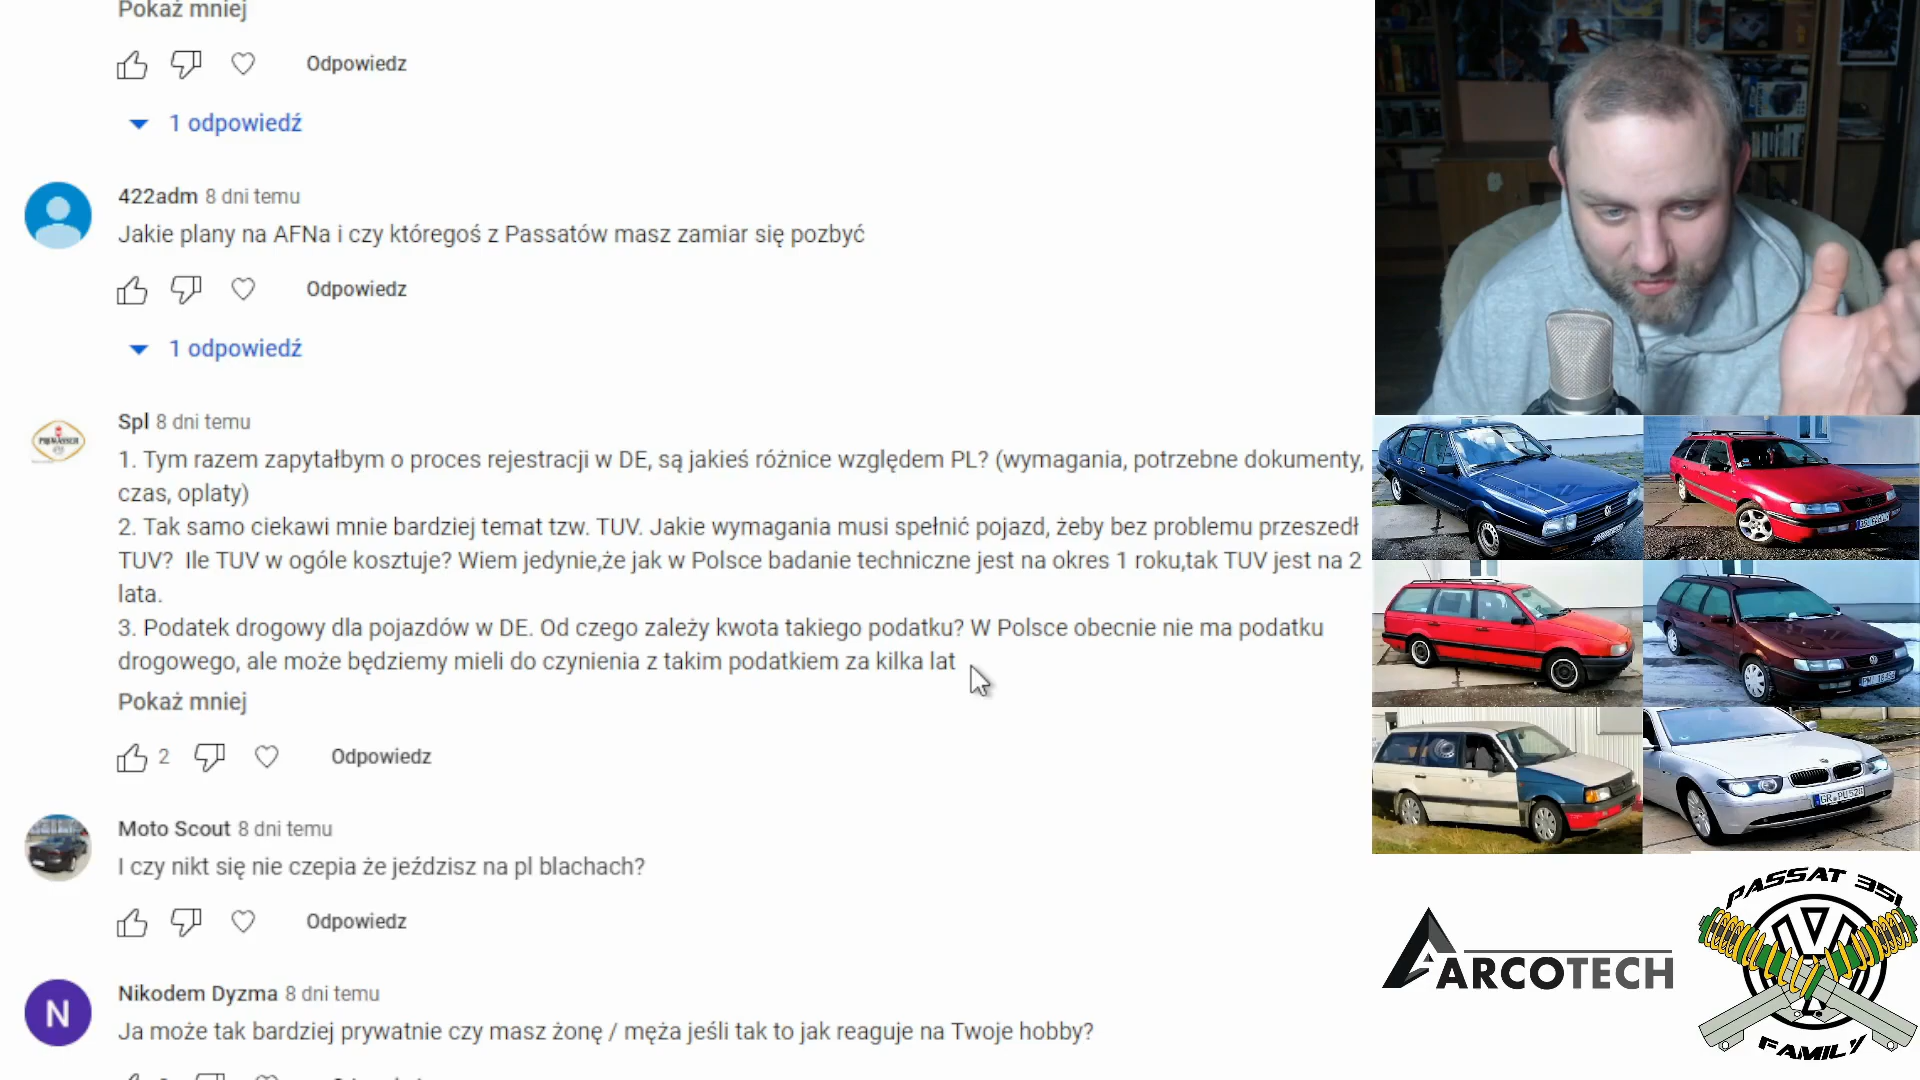 Pokaż mniej
Odpowiedz
1 odpowiedź
422adm 8 dni temu
Jakie plany na AFNa i czy któregoś z Passatów masz zamiar się pozbyć
Odpowiedz
1 odpowiedź
Spl 8 dni temu
1. Tym razem zapytałbym o proces rejestracji w DE, są jakieś różnice względem PL? (wymagania, potrzebne dokumenty,
czas, oplaty)
2. Tak samo ciekawi mnie bardziej temat tzw. TUV. Jakie wymagania musi spełnić pojazd, żeby bez problemu przeszedł
TUV?  Ile TUV w ogóle kosztuje? Wiem jedynie,że jak w Polsce badanie techniczne jest na okres 1 roku,tak TUV jest na 2
lata.
3. Podatek drogowy dla pojazdów w DE. Od czego zależy kwota takiego podatku? W Polsce obecnie nie ma podatku
drogowego, ale może będziemy mieli do czynienia z takim podatkiem za kilka lat
Pokaż mniej
2 Odpowiedz
Moto Scout 8 dni temu
I czy nikt się nie czepia że jeździsz na pl blachach?
Odpowiedz
N
Nikodem Dyzma 8 dni temu
Ja może tak bardziej prywatnie czy masz żonę / męża jeśli tak to jak reaguje na Twoje hobby?
GR PU524
ARCOTECH
PASSAT 35I
FAMILY